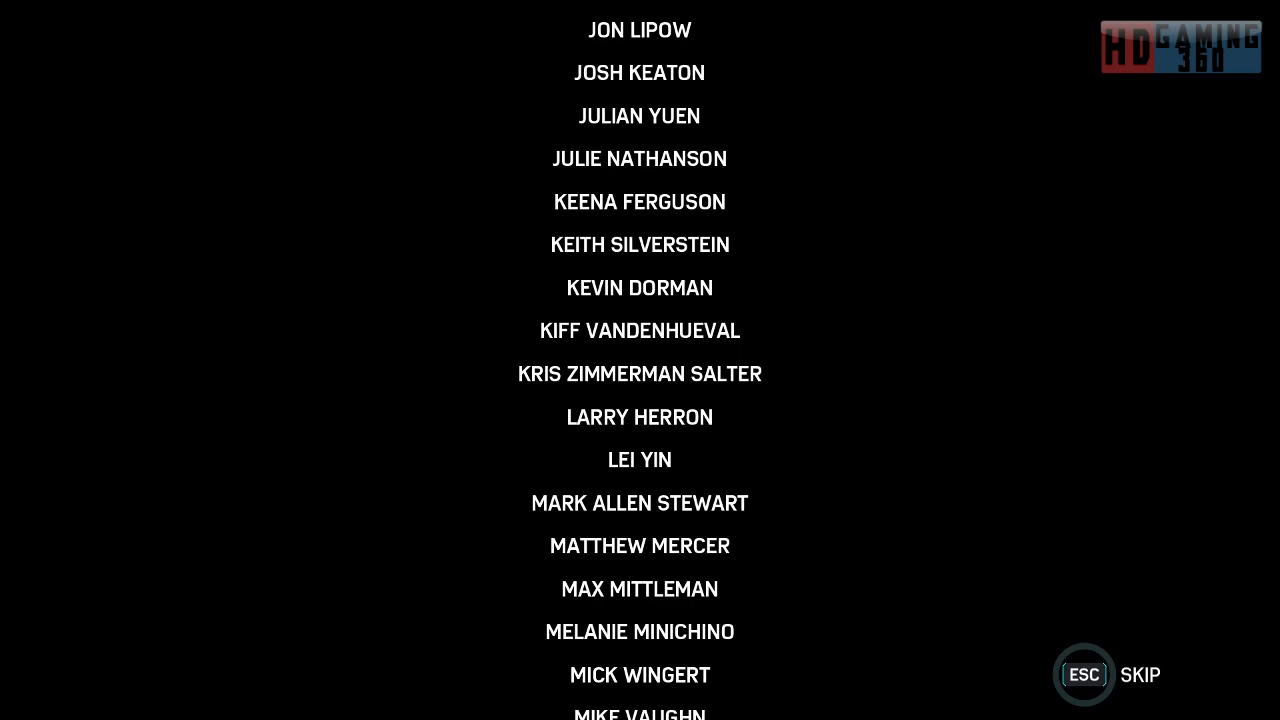 JON LIPOW
HD GAMING 360
JOSH KEATON
JULIAN YUEN
JULIE NATHANSON
KEENA FERGUSON
KEITH SILVERSTEIN
KEVIN DORMAN
KIFF VANDENHUEVAL
KRIS ZIMMERMAN SALTER
LARRY HERRON
LEI YIN
MARK ALLEN STEWART
MATTHEW MERCER
MAX MITTLEMAN
MELANIE MINICHINO
MICK WINGERT
ESC SKIP
MIKE VAUGHN